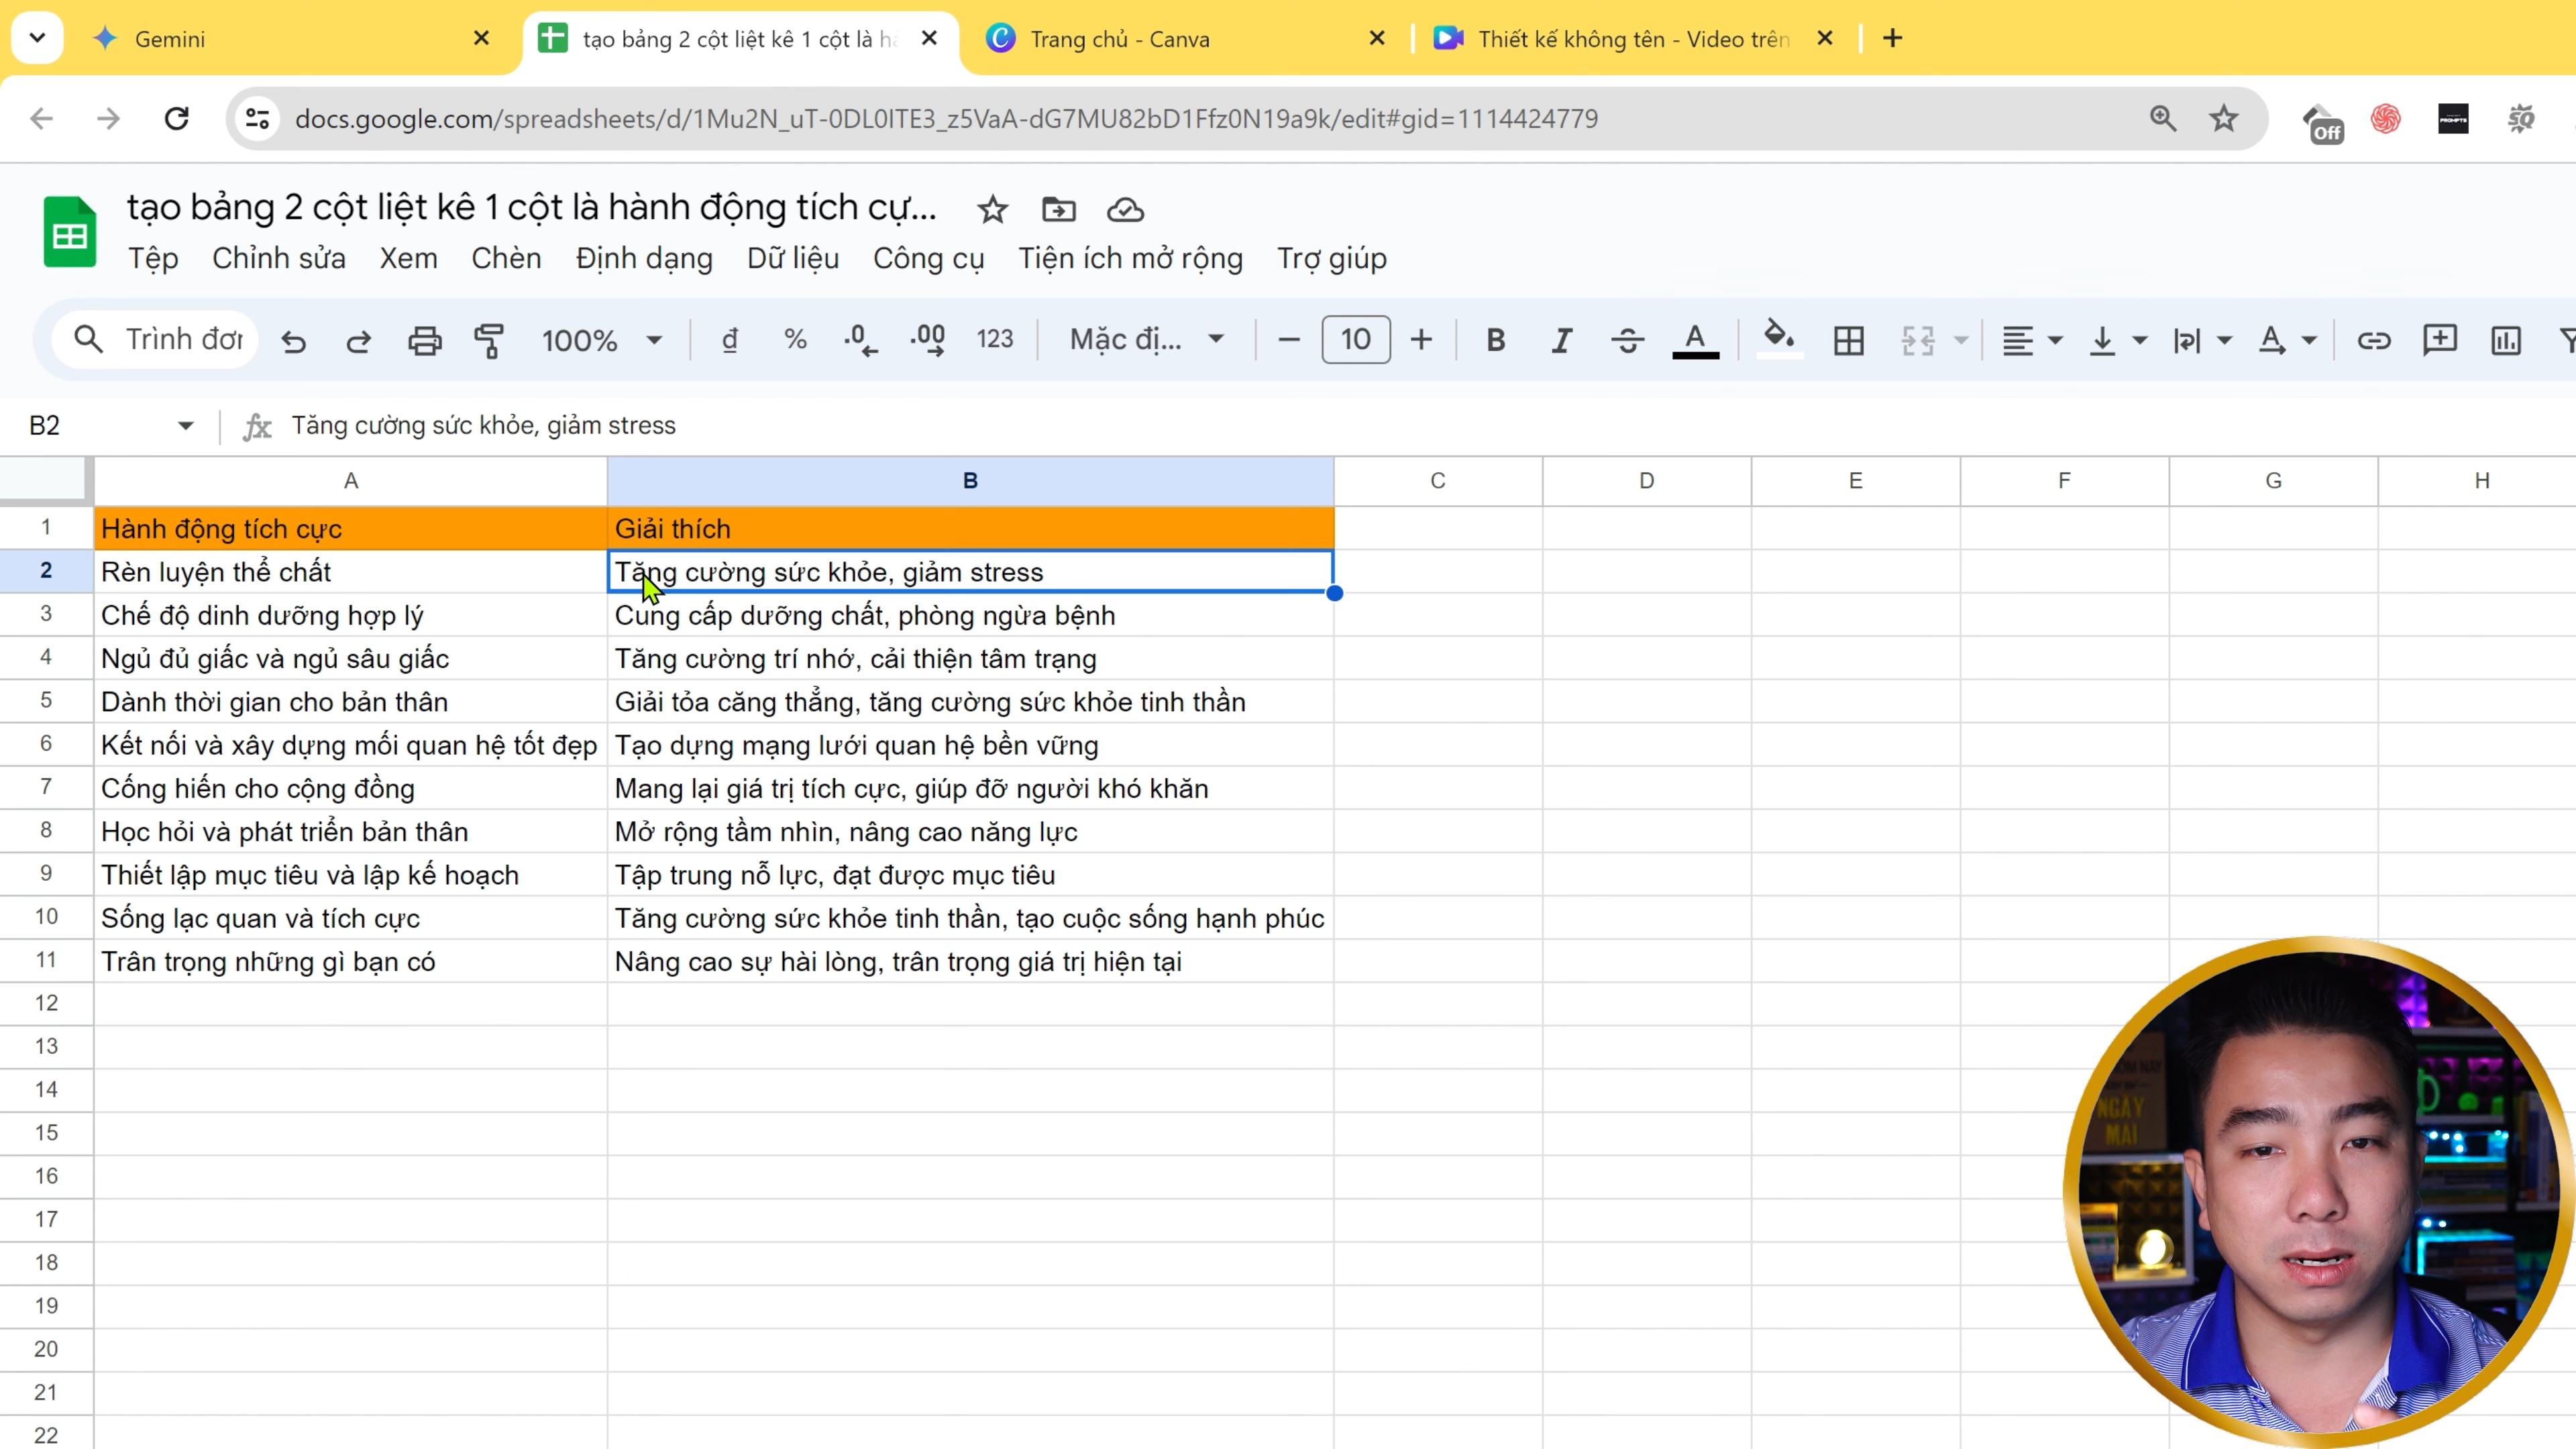 Gemini
tạo bảng 2 cột liệt kê 1 cột là
Trang chủ - Canva
Thiết kế không tên - Video trên
docs.google.com/spreadsheets/d/1Mu2N_uT-0DL0ITE3_z5VaA-dG7MU82bD1Ffz0N19a9k/edit#gid=1114424779
Off
PROMPTS
SQ
tạo bảng 2 cột liệt kê 1 cột là hành động tích cự...
Tệp Chỉnh sửa Xem Chèn Định dạng Dữ liệu Công cụ Tiện ích mở rộng Trợ giúp
Trình đơn 100% đ % .0 .00 123 Mặc đị... 10 B I A
B2 fx Tăng cường sức khỏe, giảm stress
A B C D E F G H
1 Hành động tích cực Giải thích
2 Rèn luyện thể chất Tăng cường sức khỏe, giảm stress
3 Chế độ dinh dưỡng hợp lý Cung cấp dưỡng chất, phòng ngừa bệnh
4 Ngủ đủ giấc và ngủ sâu giấc Tăng cường trí nhớ, cải thiện tâm trạng
5 Dành thời gian cho bản thân Giải tỏa căng thẳng, tăng cường sức khỏe tinh thần
6 Kết nối và xây dựng mối quan hệ tốt đẹp Tạo dựng mạng lưới quan hệ bền vững
7 Cống hiến cho cộng đồng Mang lại giá trị tích cực, giúp đỡ người khó khăn
8 Học hỏi và phát triển bản thân Mở rộng tầm nhìn, nâng cao năng lực
9 Thiết lập mục tiêu và lập kế hoạch Tập trung nỗ lực, đạt được mục tiêu
10 Sống lạc quan và tích cực Tăng cường sức khỏe tinh thần, tạo cuộc sống hạnh phúc
11 Trân trọng những gì bạn có Nâng cao sự hài lòng, trân trọng giá trị hiện tại
12
13
14
15
16
17
18
19
20
21
22
NGÀY
MAI